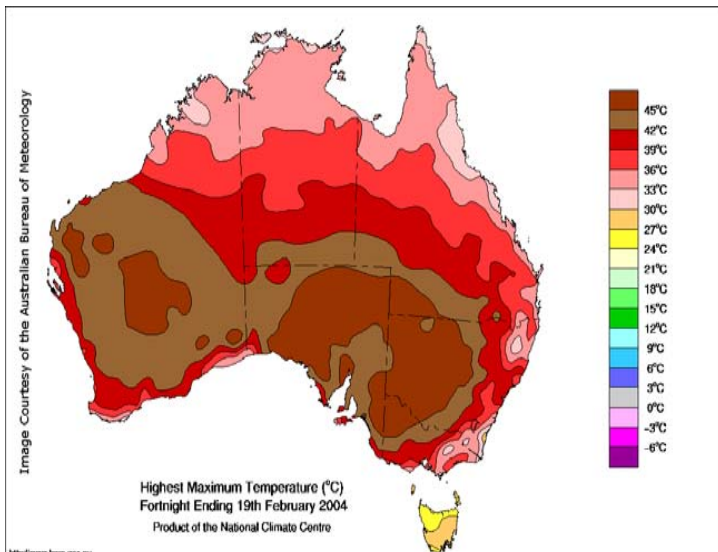 Image Courtesy of the Australian Bureau of Meteorology
45°C
42°C
39°C
36°C
33°C
30°C
27°C
24°C
21°C
18°C
15°C
12°C
9°C
6°C
3°C
0°C
-3°C
-6°C
Highest Maximum Temperature (°C)
Fortnight Ending 19th February 2004
Product of the National Climate Centre